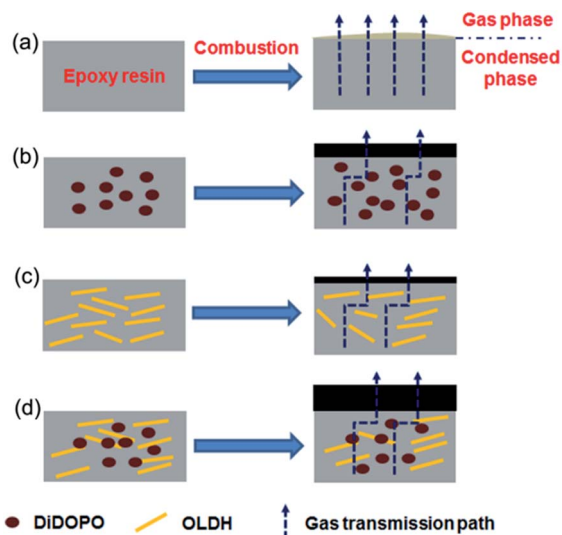 (a)
Epoxy resin
Combustion
Gas phase
Condensed
phase
(b)
(c)
(d)
DiDOPO
OLDH
Gas transmission path